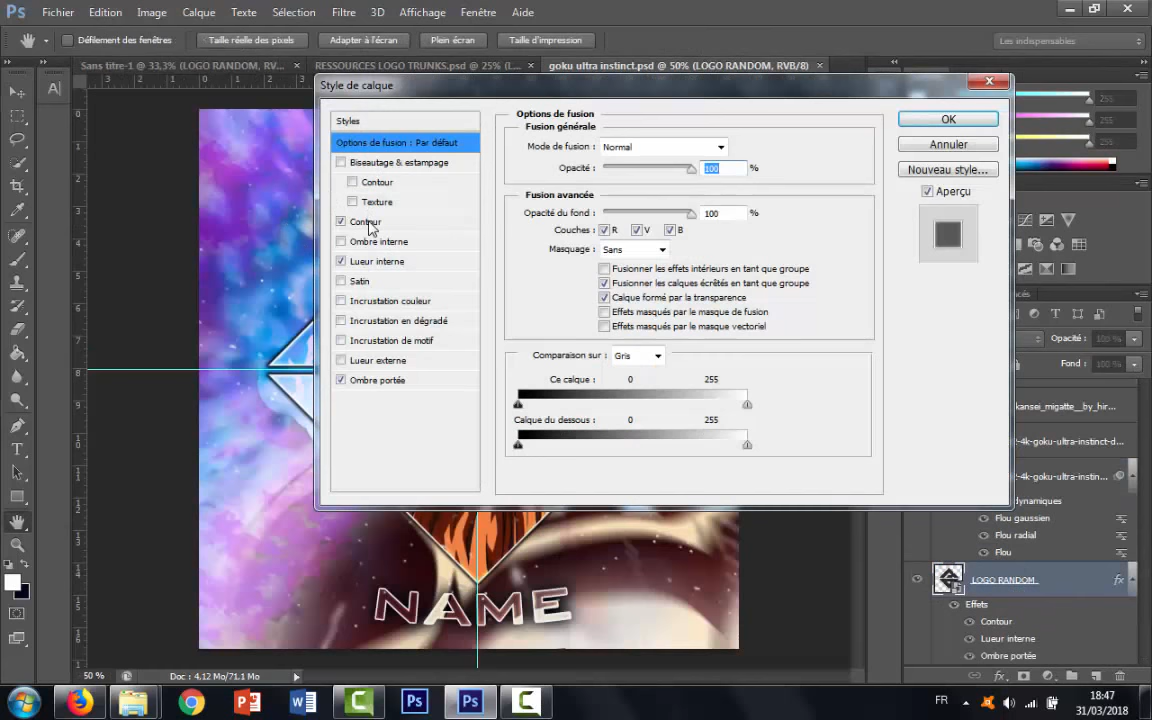 Ps Fichier Edition Image Calque Texte Sélection Filtre 3D Affichage Fenêtre Aide
Défilement des fenêtres Taille réelle des pixels Adapter à l'écran Plein écran Taille d'impression Les indispensables
Sans titre-1 @ 33,3% (LOGO RANDOM, RV... × RESSOURCES LOGO TRUNKS.psd @ 25% (L... × goku ultra instinct.psd @ 50% (LOGO RANDOM, RVB/8) ×
Style de calque
Styles
Options de fusion : Par défaut
Biseautage & estampage
Contour
Texture
Contour
Ombre interne
Lueur interne
Satin
Incrustation couleur
Incrustation en dégradé
Incrustation de motif
Lueur externe
Ombre portée
Options de fusion
Fusion générale
Mode de fusion : Normal
Opacité : 100 %
Fusion avancée
Opacité du fond : 100 %
Couches : R V B
Masquage : Sans
Fusionner les effets intérieurs en tant que groupe
Fusionner les calques écrêtés en tant que groupe
Calque formé par la transparence
Effets masqués par le masque de fusion
Effets masqués par le masque vectoriel
Comparaison sur : Gris
Ce calque : 0 255
Calque du dessous : 0 255
OK
Annuler
Nouveau style...
Aperçu
255
255
255
Opacité : 100 %
Fond : 100 %
kansei_migatte__by_hir...
-4k-goku-ultra-instinct-d...
-4k-goku-ultra-instin...
dynamiques
Flou gaussien
Flou radial
Flou
LOGO RANDOM fx
Effets
Contour
Lueur interne
Ombre portée
NAME
50 % Doc : 4.12 Mo/71.1 Mo
FR 18:47
31/03/2018